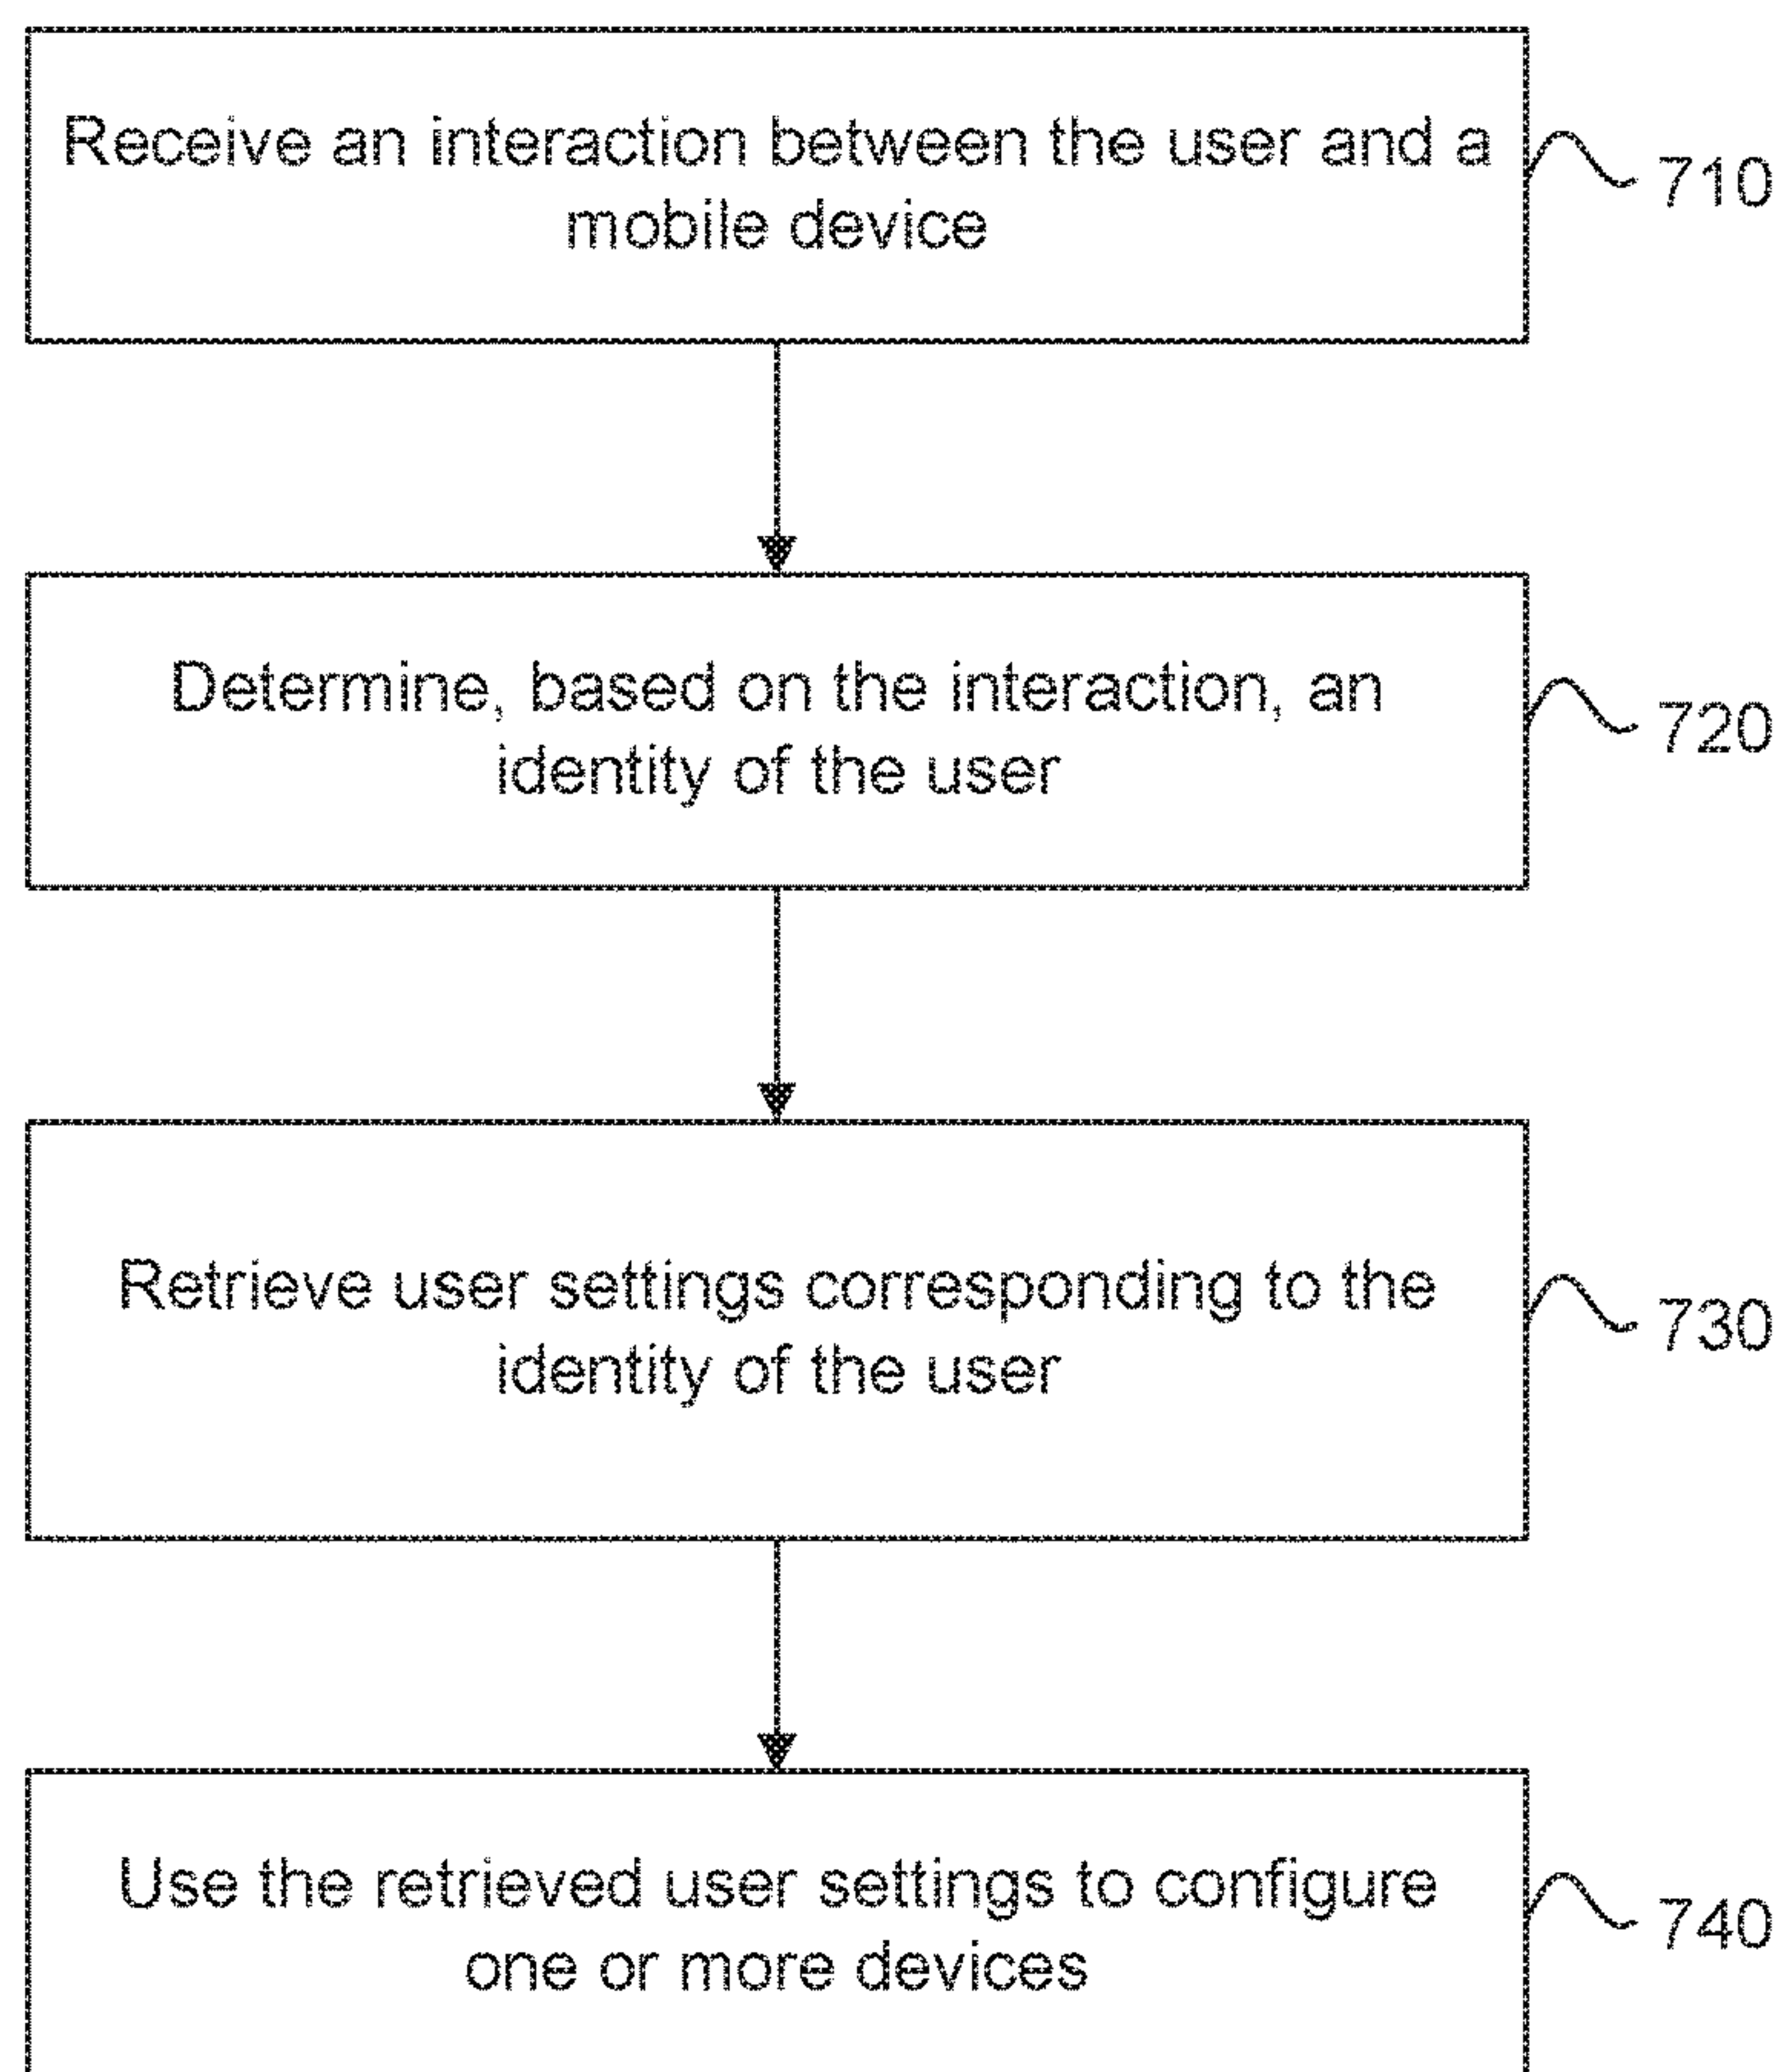 Receive an interaction between the user and a
mobile device
710
Determine, based on the interaction, an
identity of the user
720
Retrieve user settings corresponding to the
identity of the user
730
Use the retrieved user settings to configure
one or more devices
740